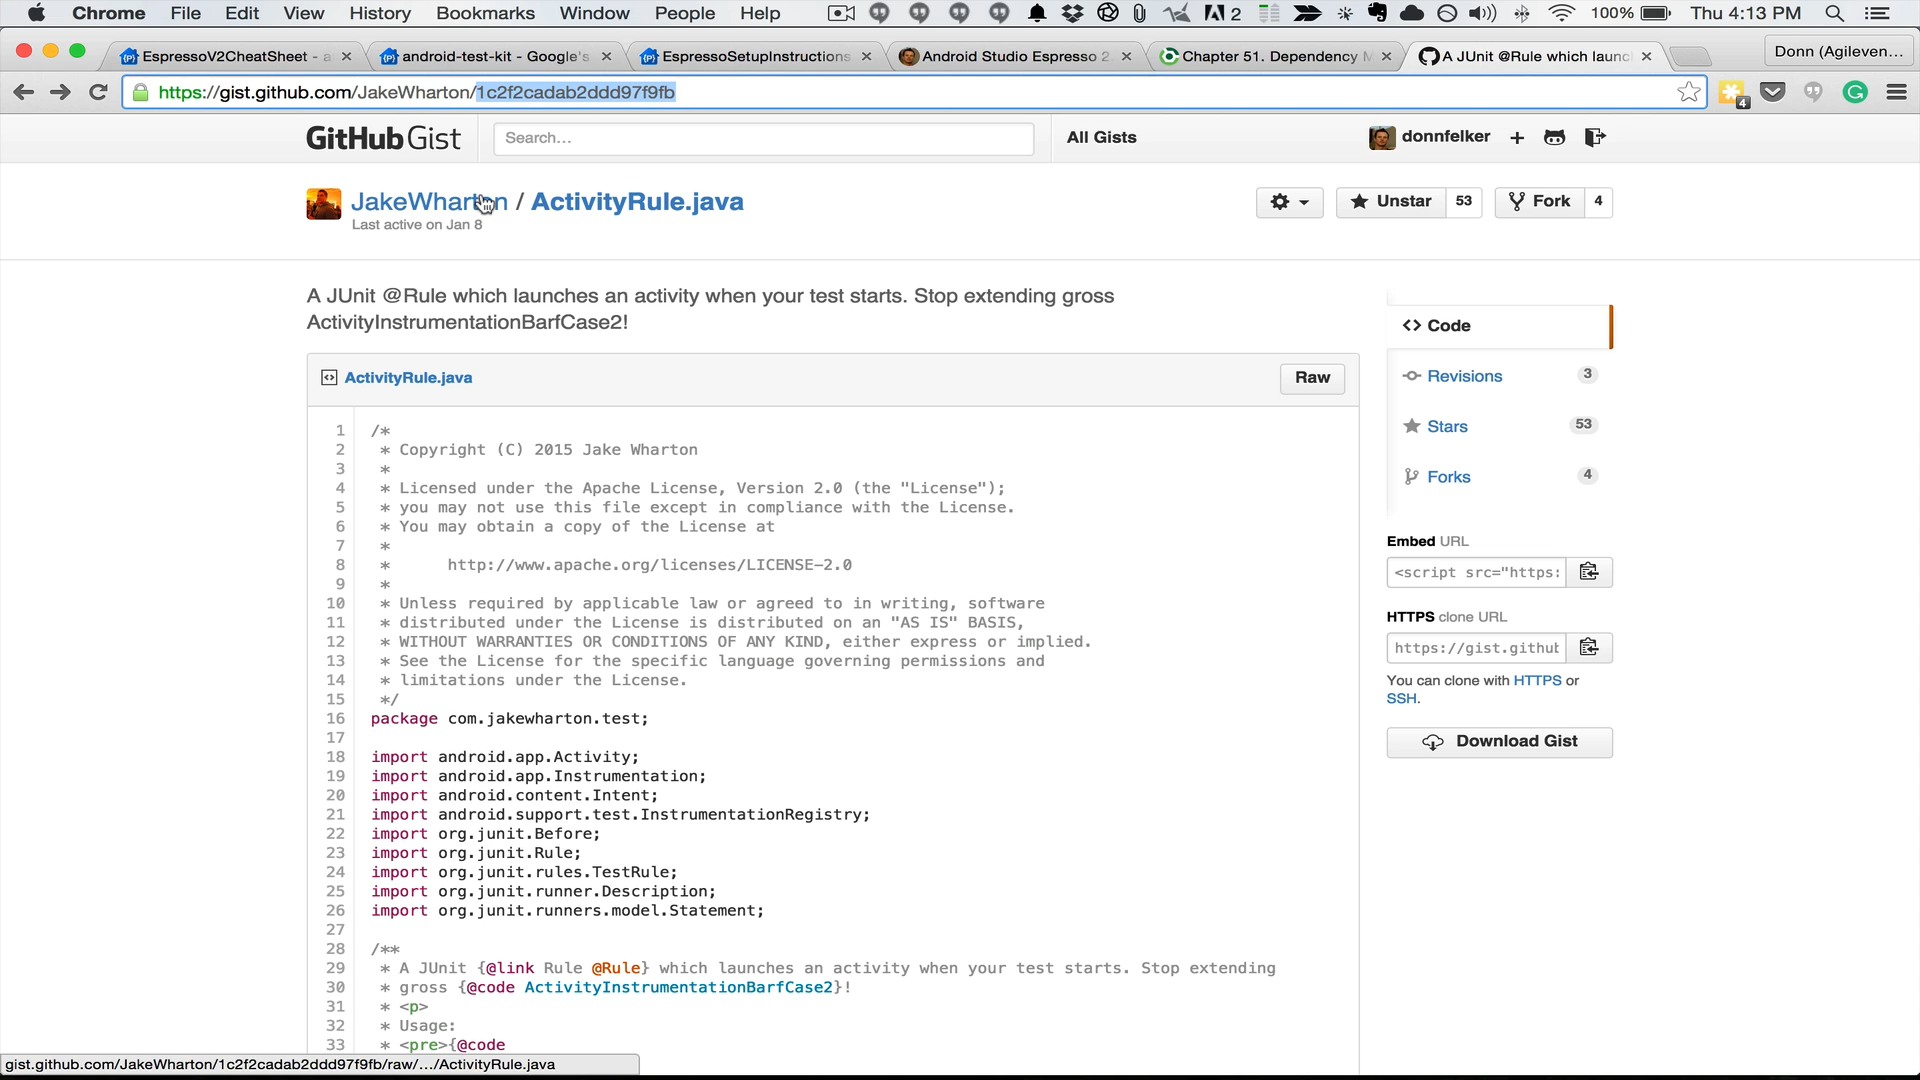 Chrome File Edit View History Bookmarks Window People Help 2 100% Thu 4:13 PM
EspressoV2CheatSheet - a android-test-kit - Google's EspressoSetupInstructions Android Studio Espresso 2. Chapter 51. Dependency M A JUnit @Rule which launc Donn (Agileven...
https://gist.github.com/JakeWharton/1c2f2cadab2ddd97f9fb 4
GitHub Gist Search... All Gists donnfelker
JakeWharton / ActivityRule.java Unstar 53 Fork 4
Last active on Jan 8
A JUnit @Rule which launches an activity when your test starts. Stop extending gross
ActivityInstrumentationBarfCase2!
ActivityRule.java Raw
1 /*
2 * Copyright (C) 2015 Jake Wharton
3 *
4 * Licensed under the Apache License, Version 2.0 (the "License");
5 * you may not use this file except in compliance with the License.
6 * You may obtain a copy of the License at
7 *
8 * http://www.apache.org/licenses/LICENSE-2.0
9 *
10 * Unless required by applicable law or agreed to in writing, software
11 * distributed under the License is distributed on an "AS IS" BASIS,
12 * WITHOUT WARRANTIES OR CONDITIONS OF ANY KIND, either express or implied.
13 * See the License for the specific language governing permissions and
14 * limitations under the License.
15 */
16 package com.jakewharton.test;
17
18 import android.app.Activity;
19 import android.app.Instrumentation;
20 import android.content.Intent;
21 import android.support.test.InstrumentationRegistry;
22 import org.junit.Before;
23 import org.junit.Rule;
24 import org.junit.rules.TestRule;
25 import org.junit.runner.Description;
26 import org.junit.runners.model.Statement;
27
28 /**
29 * A JUnit {@link Rule @Rule} which launches an activity when your test starts. Stop extending
30 * gross {@code ActivityInstrumentationBarfCase2}!
31 * <p>
32 * Usage:
33 * <pre>{@code
Code
Revisions 3
Stars 53
Forks 4
Embed URL
<script src="https:
HTTPS clone URL
https://gist.githut
You can clone with HTTPS or
SSH.
Download Gist
gist.github.com/JakeWharton/1c2f2cadab2ddd97f9fb/raw/.../ActivityRule.java